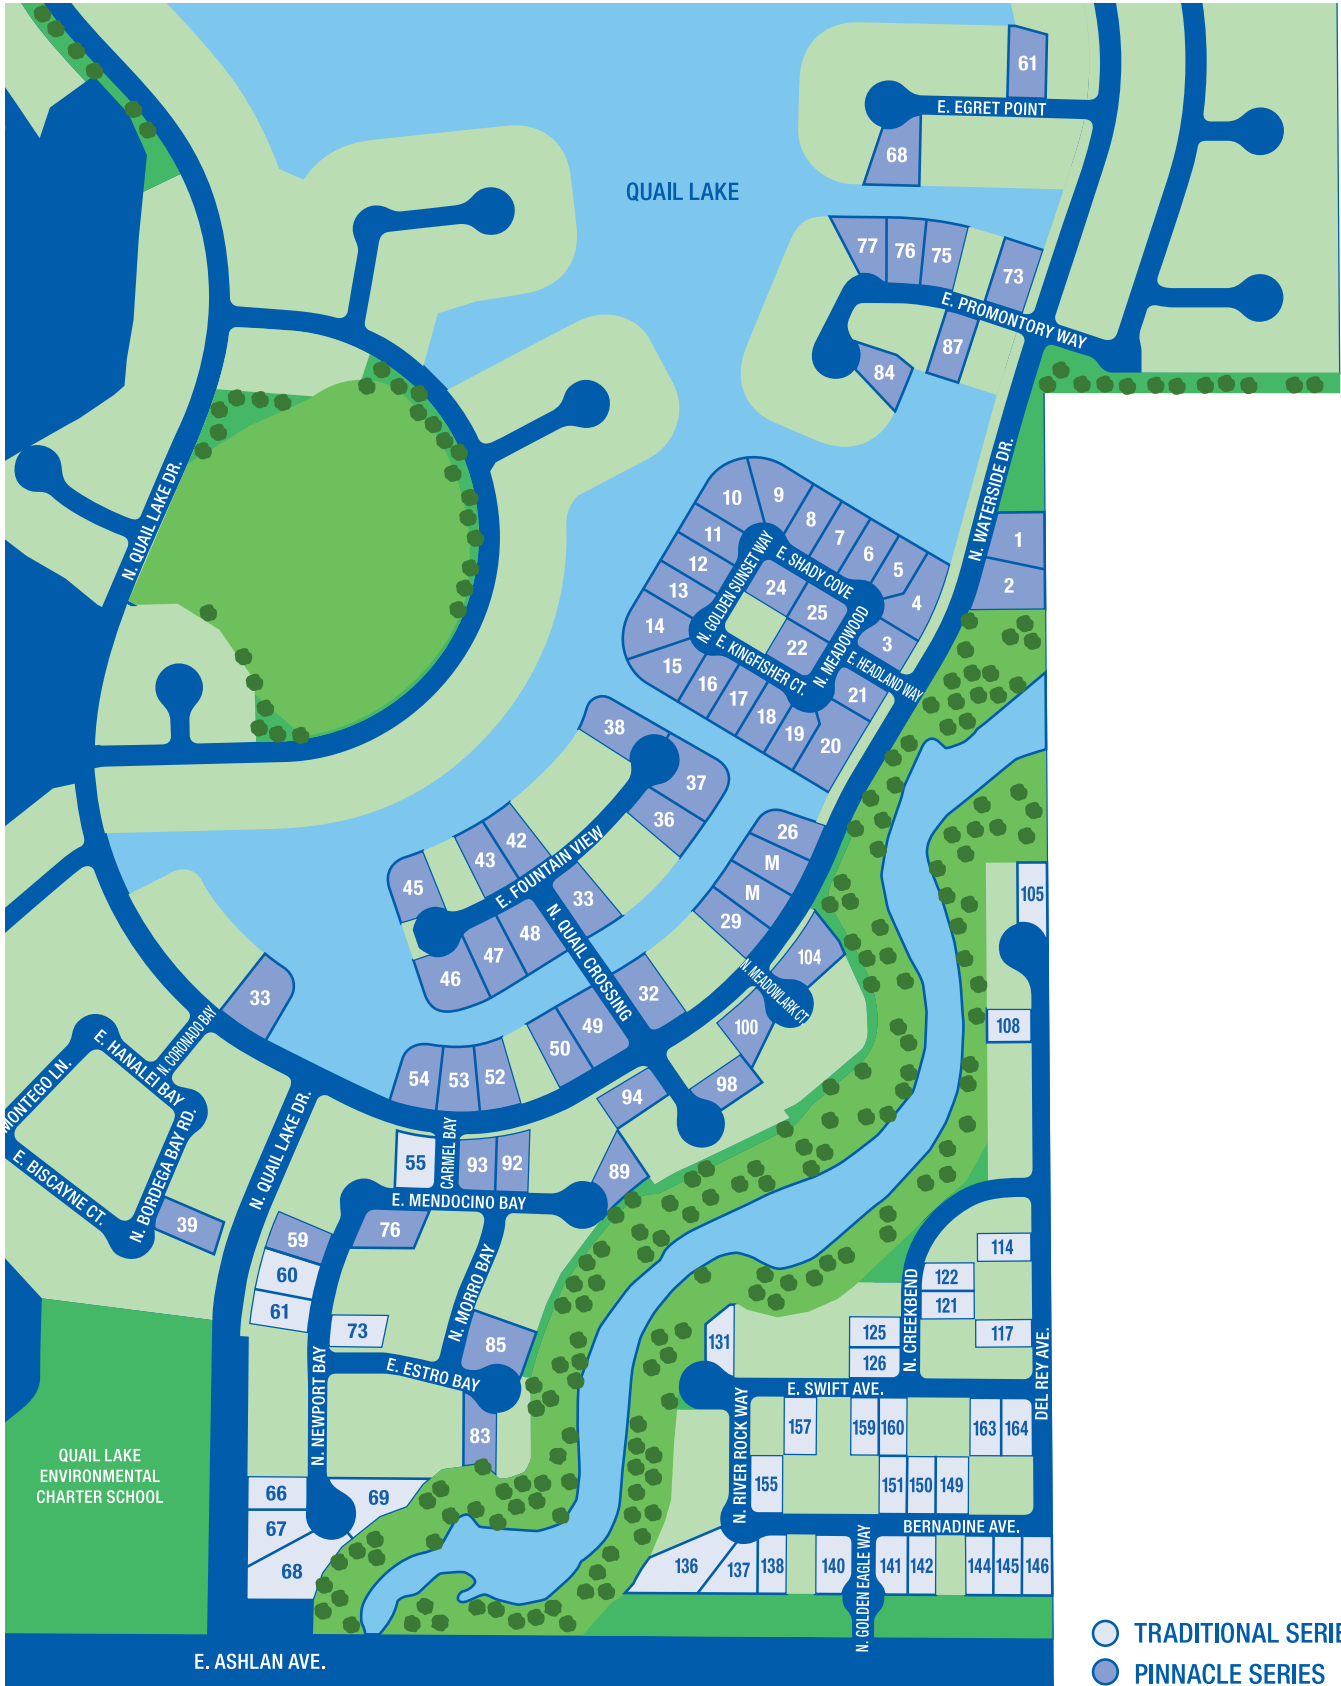 61
E. EGRET POINT
68
QUAIL LAKE
77
76
75
73
E. PROMONTORY WAY
87
84
N. WATERSIDE DR.
10
9
8
7
6
5
4
11
12
13
14
15
16
17
18
19
20
21
3
24
25
22
N. GOLDEN SUNSET WAY
E. SHADY COVE
N. MEADOWOOD
E. KINGFISHER CT.
E. HEADLAND WAY
1
2
N. QUAIL LAKE DR.
38
37
36
42
43
45
E. FOUNTAIN VIEW
33
48
47
46
N. QUAIL CROSSING
26
M
M
29
104
N. MEADOWLARK CT.
100
98
32
49
50
52
53
54
94
89
105
108
33
N. CORONADO BAY
E. HANALEI BAY
MONTEGO LN.
N. BORDEGA BAY RD.
E. BISCAYNE CT.
39
N. QUAIL LAKE DR.
55
CARMEL BAY
93
92
E. MENDOCINO BAY
76
59
60
61
73
N. MORRO BAY
85
E. ESTRO BAY
83
N. NEWPORT BAY
66
67
68
69
QUAIL LAKE
ENVIRONMENTAL
CHARTER SCHOOL
114
122
121
117
125
126
131
N. CREEKBEND
DEL REY AVE.
E. SWIFT AVE.
N. RIVER ROCK WAY
157
159
160
163
164
155
151
150
149
BERNADINE AVE.
136
137
138
140
141
142
144
145
146
N. GOLDEN EAGLE WAY
E. ASHLAN AVE.
TRADITIONAL SERIE
PINNACLE SERIES